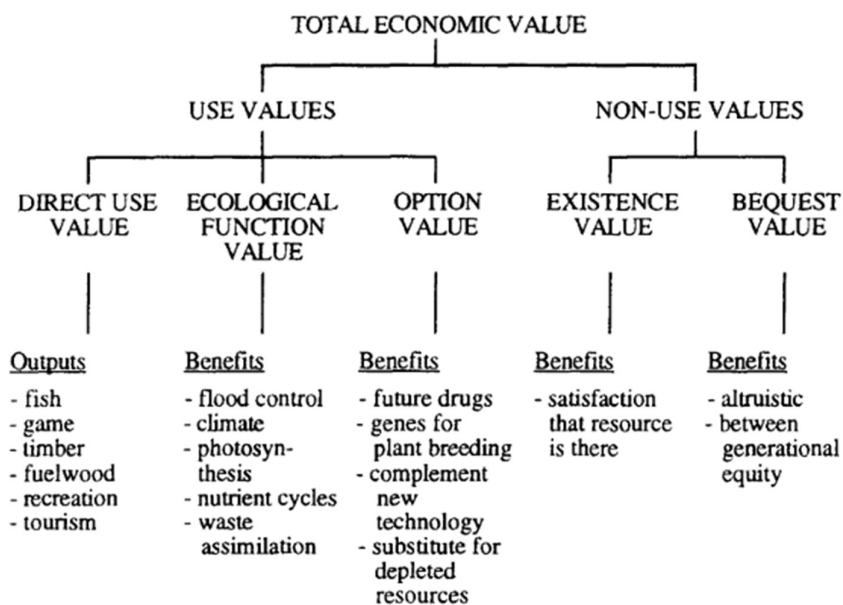 TOTAL ECONOMIC VALUE
USE VALUES
NON-USE VALUES
DIRECT USE
VALUE
ECOLOGICAL
FUNCTION
VALUE
OPTION
VALUE
EXISTENCE
VALUE
BEQUEST
VALUE
Outputs
- fish
- game
- timber
- fuelwood
- recreation
- tourism
Benefits
- flood control
- climate
- photosyn-
thesis
- nutrient cycles
- waste
assimilation
Benefits
- future drugs
- genes for
plant breeding
- complement
new
technology
- substitute for
depleted
resources
Benefits
- satisfaction
that resource
is there
Benefits
- altruistic
- between
generational
equity